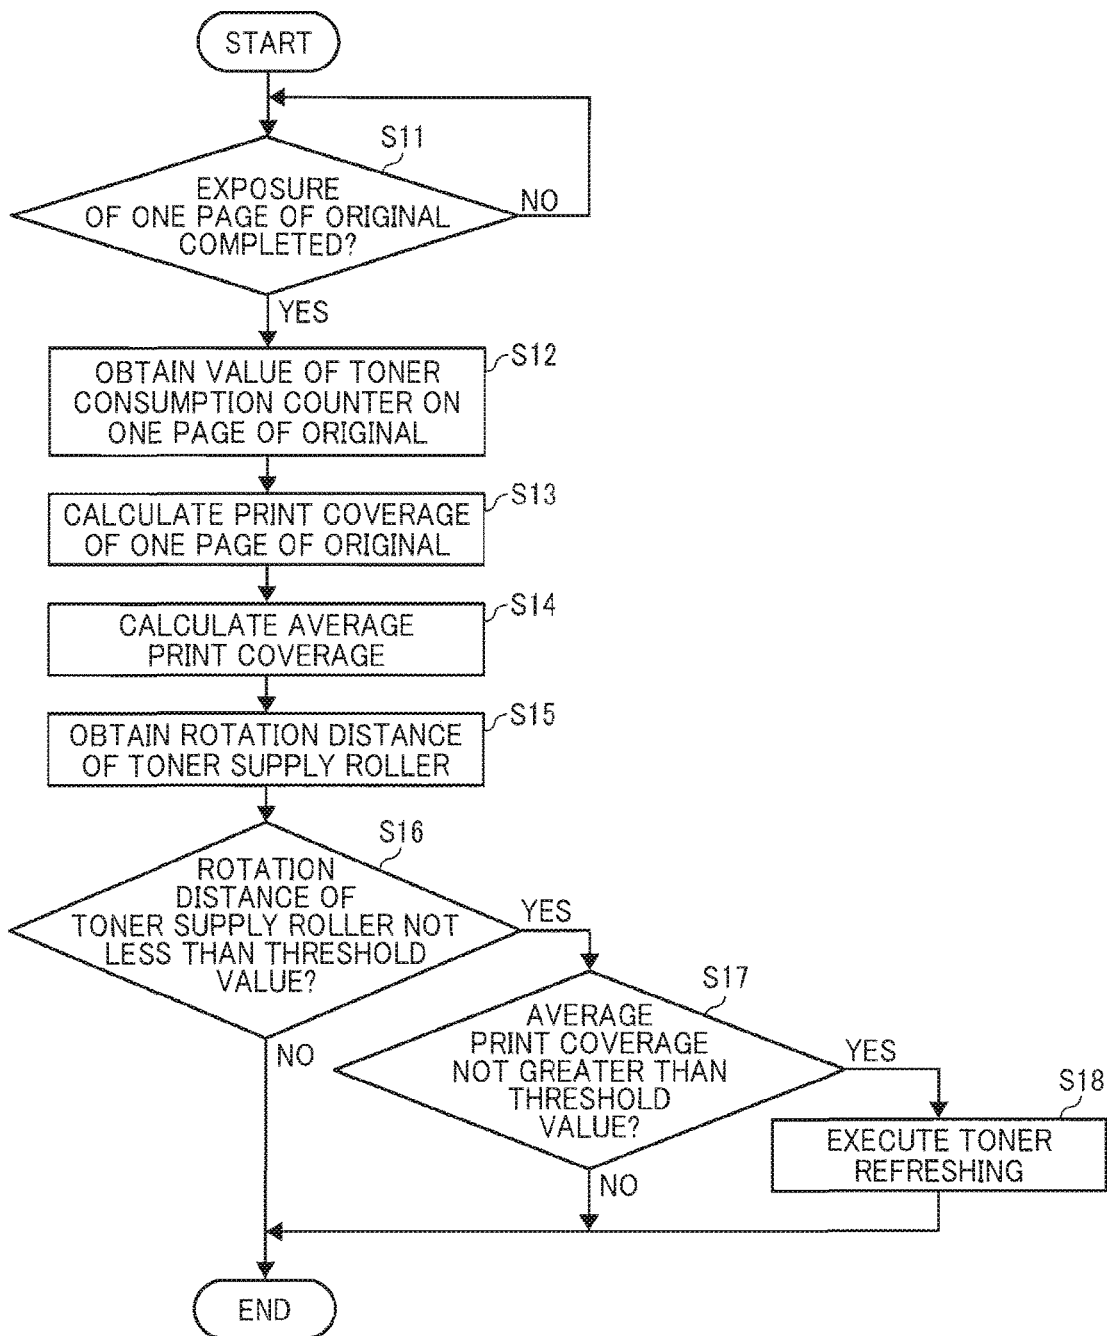 START
S11
EXPOSURE
OF ONE PAGE OF ORIGINAL
COMPLETED?
NO
YES
S12
OBTAIN VALUE OF TONER
CONSUMPTION COUNTER ON
ONE PAGE OF ORIGINAL
S13
CALCULATE PRINT COVERAGE
OF ONE PAGE OF ORIGINAL
S14
CALCULATE AVERAGE
PRINT COVERAGE
S15
OBTAIN ROTATION DISTANCE
OF TONER SUPPLY ROLLER
S16
ROTATION
DISTANCE OF
TONER SUPPLY ROLLER NOT
LESS THAN THRESHOLD
VALUE?
YES
NO
S17
AVERAGE
PRINT COVERAGE
NOT GREATER THAN
THRESHOLD
VALUE?
YES
NO
S18
EXECUTE TONER
REFRESHING
END